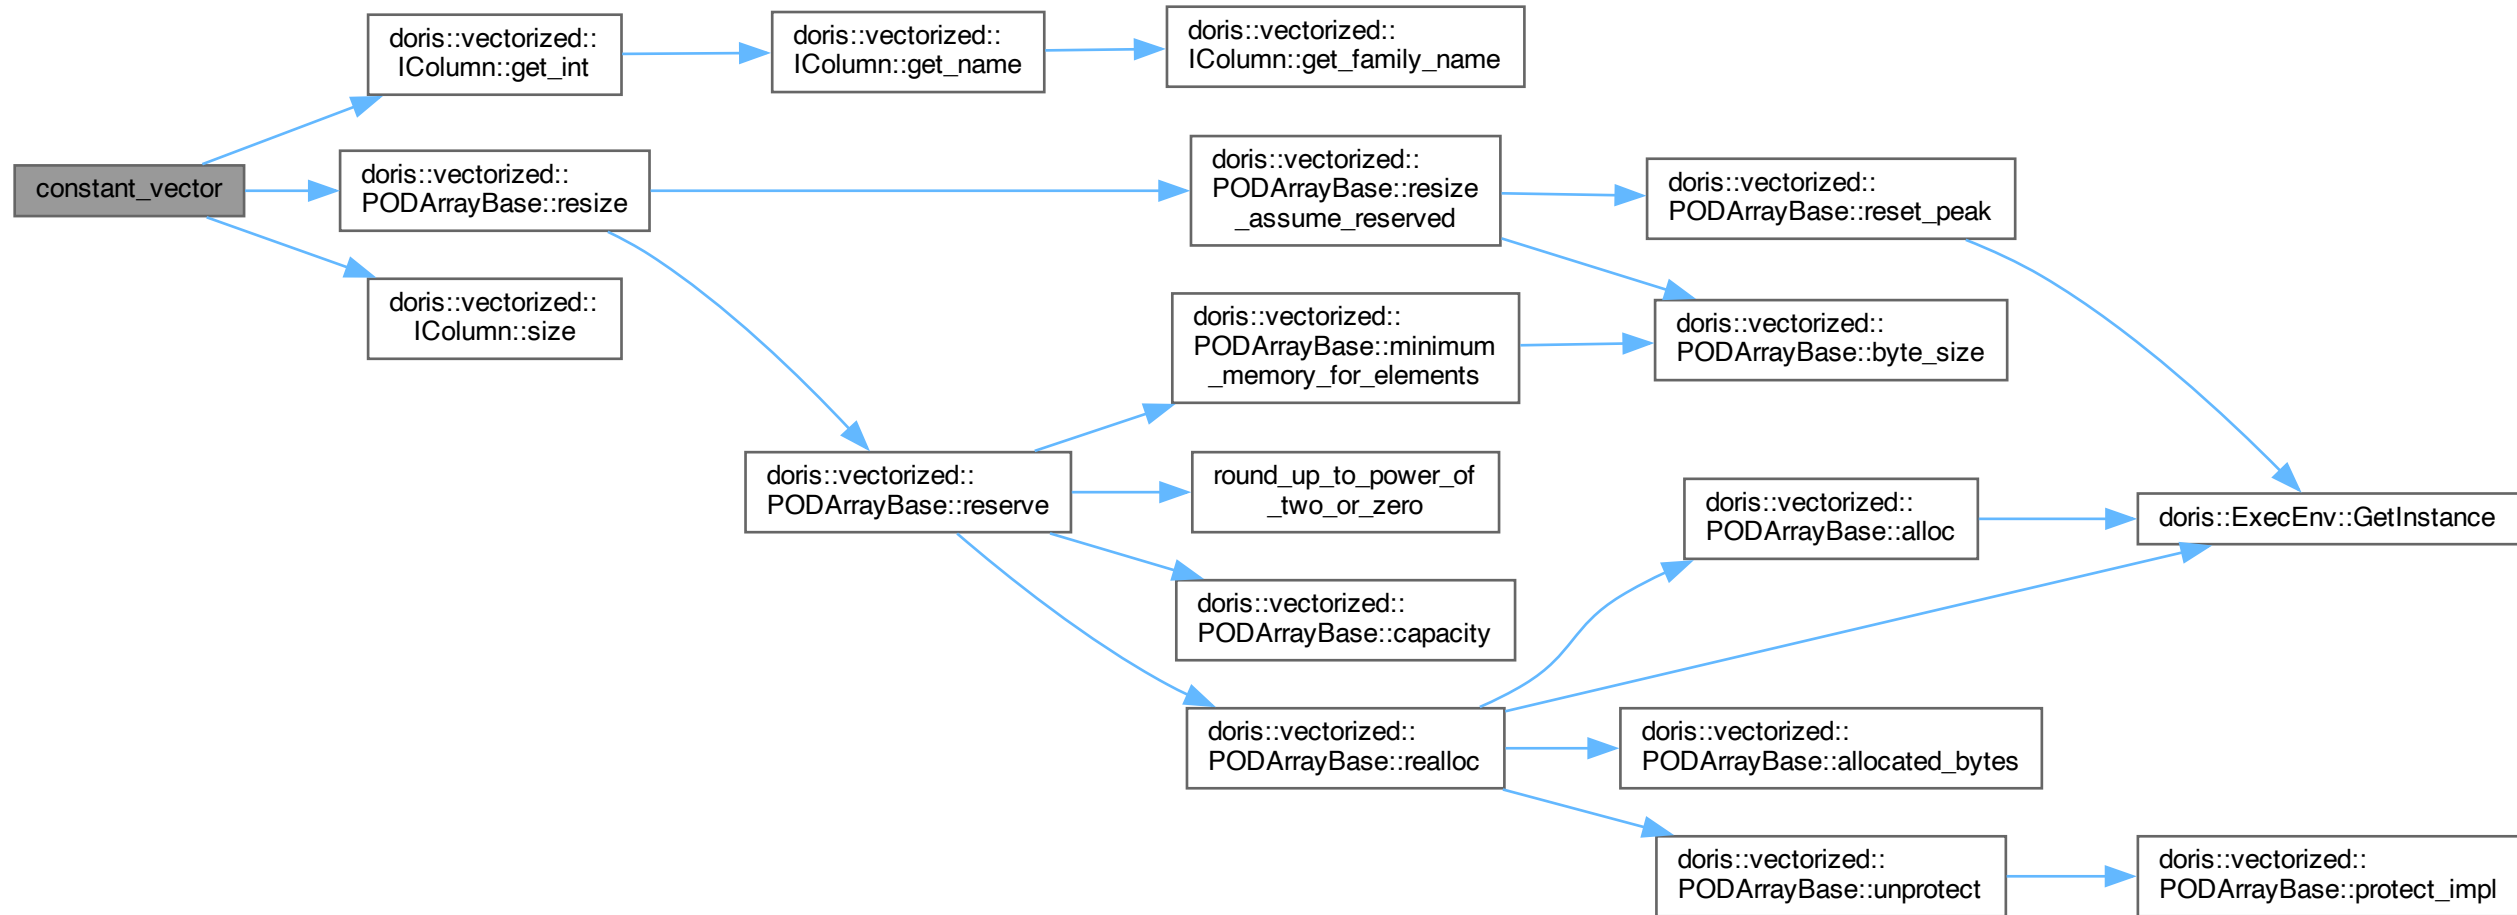 constant_vector
doris::vectorized::
IColumn::get_int
doris::vectorized::
IColumn::get_name
doris::vectorized::
IColumn::get_family_name
doris::vectorized::
PODArrayBase::resize
doris::vectorized::
PODArrayBase::resize
_assume_reserved
doris::vectorized::
PODArrayBase::reset_peak
doris::vectorized::
IColumn::size
doris::vectorized::
PODArrayBase::minimum
_memory_for_elements
doris::vectorized::
PODArrayBase::byte_size
doris::vectorized::
PODArrayBase::reserve
round_up_to_power_of
_two_or_zero
doris::vectorized::
PODArrayBase::alloc
doris::ExecEnv::GetInstance
doris::vectorized::
PODArrayBase::capacity
doris::vectorized::
PODArrayBase::realloc
doris::vectorized::
PODArrayBase::allocated_bytes
doris::vectorized::
PODArrayBase::unprotect
doris::vectorized::
PODArrayBase::protect_impl